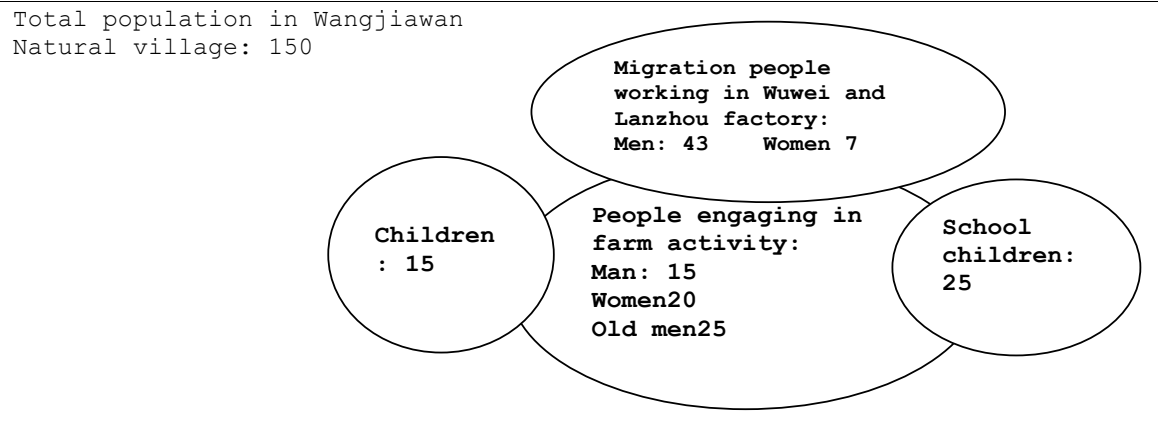 Total population in Wangjiawan
Natural village: 150
Migration people
working in Wuwei and
Lanzhou factory:
Men: 43    Women 7
Children
: 15
People engaging in
farm activity:
Man: 15
Women20
Old men25
School
children:
25